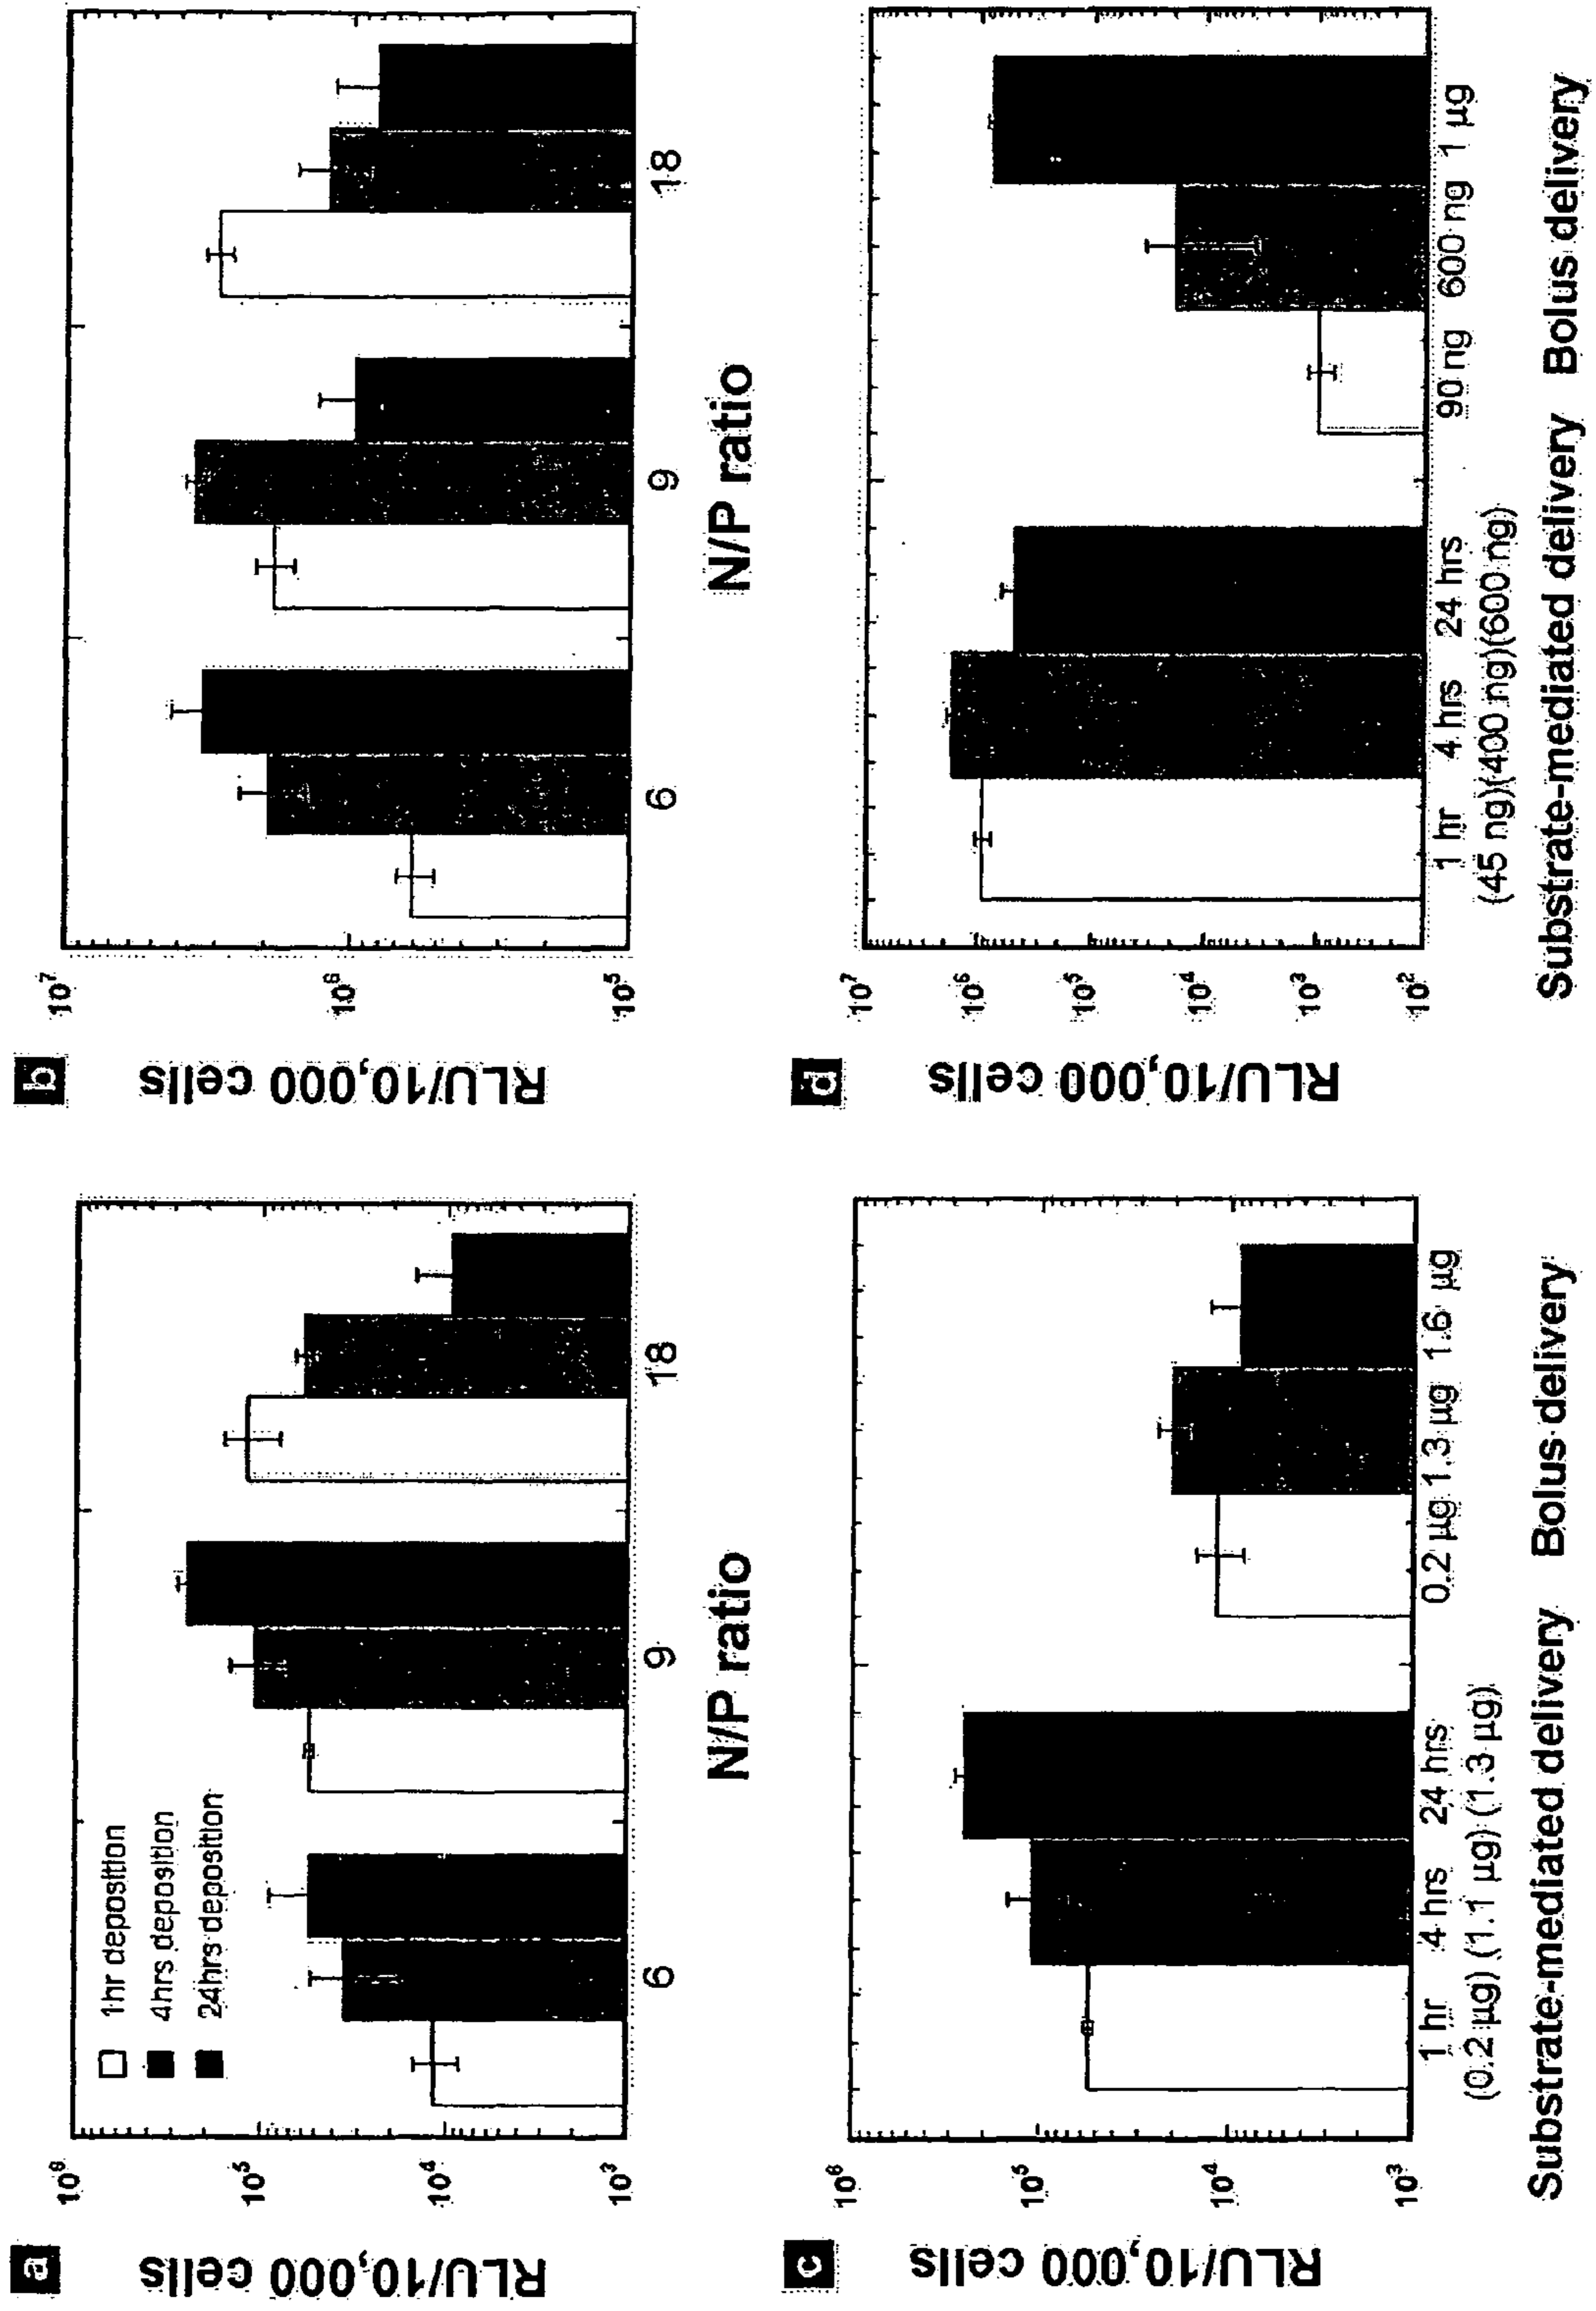 a
RLU/10,000 cells
10⁶
10⁵
10⁴
10³
1hr deposition
4hrs deposition
24hrs deposition
6
9
18
N/P ratio
b
RLU/10,000 cells
10⁷
10⁶
10⁵
6
9
18
N/P ratio
c
RLU/10,000 cells
10⁶
10⁵
10⁴
10³
1 hr 4 hrs 24 hrs
(0.2 µg) (1.1 µg) (1.3 µg)
0.2 µg 1.3 µg 1.6 µg
Substrate-mediated delivery Bolus delivery
d
RLU/10,000 cells
10⁷
10⁶
10⁵
10⁴
10³
10²
1 hr 4 hrs 24 hrs
(45 ng)(400 ng)(600 ng)
90 ng 600 ng 1 µg
Substrate-mediated delivery Bolus delivery